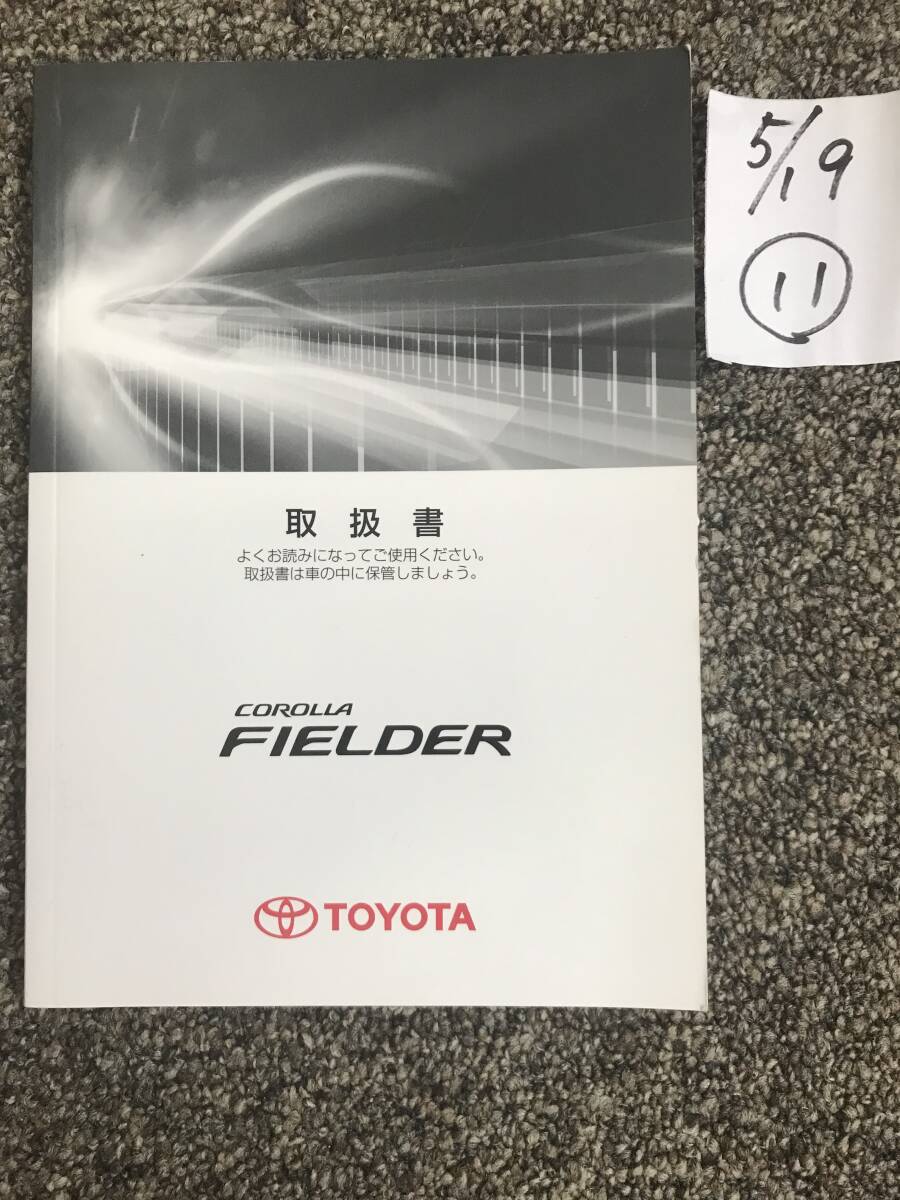 5/19
11
取扱書
よくお読みになってご使用ください。
取扱書は車の中に保管しましょう。
COROLLA
FIELDER
TOYOTA